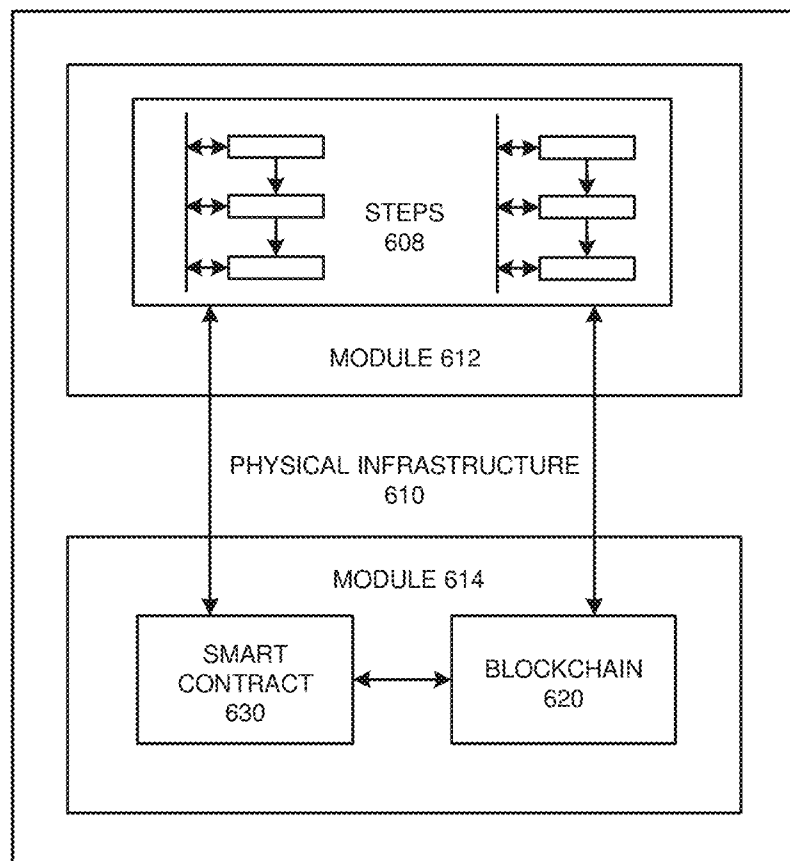 STEPS
608
MODULE 612
PHYSICAL INFRASTRUCTURE
610
MODULE 614
SMART
CONTRACT
630
BLOCKCHAIN
620